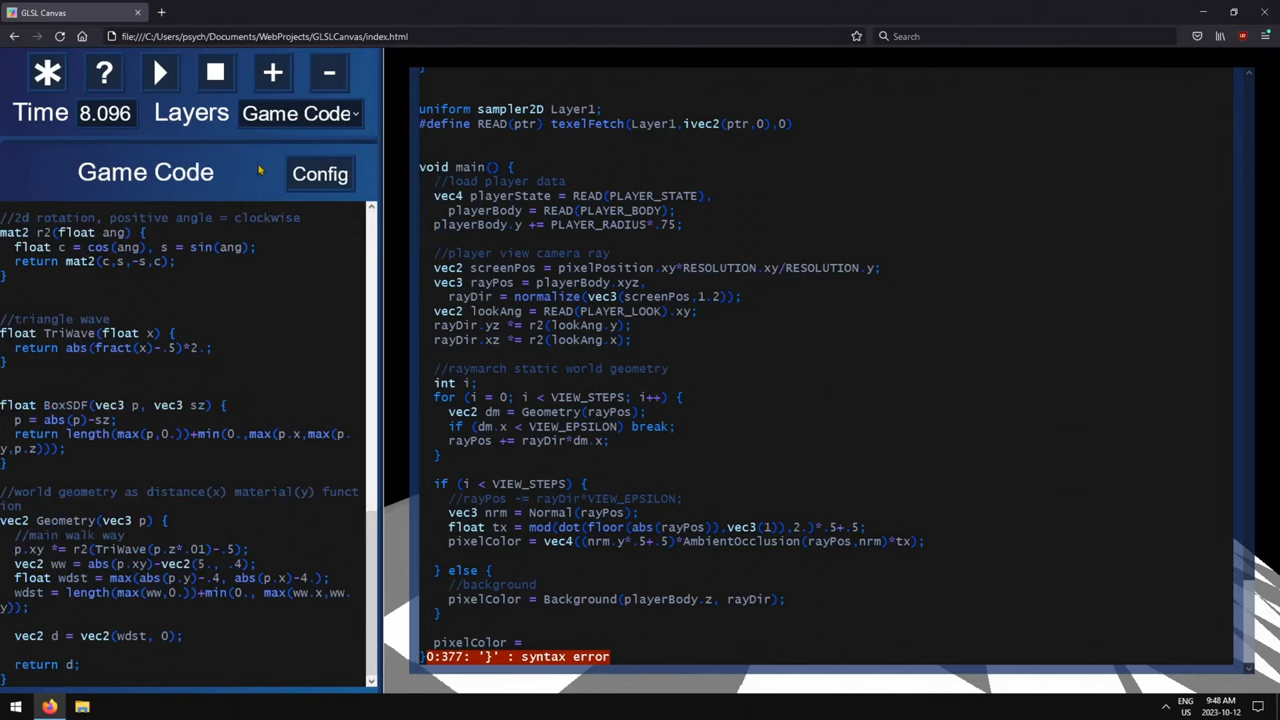 GLSL Canvas
file:///C:/Users/psych/Documents/WebProjects/GLSLCanvas/index.html
Search
* ? + -
Time 8.096 Layers Game Code
Game Code Config
//2d rotation, positive angle = clockwise
mat2 r2(float ang) {
float c = cos(ang), s = sin(ang);
return mat2(c,s,-s,c);
}
//triangle wave
float TriWave(float x) {
return abs(fract(x)-.5)*2.;
}
float BoxSDF(vec3 p, vec3 sz) {
p = abs(p)-sz;
return length(max(p,0.))+min(0.,max(p.x,max(p.
y,p.z)));
}
//world geometry as distance(x) material(y) funct
ion
vec2 Geometry(vec3 p) {
//main walk way
p.xy *= r2(TriWave(p.z*.01)-.5);
vec2 ww = abs(p.xy)-vec2(5., .4);
float wdst = max(abs(p.y)-.4, abs(p.x)-4.);
wdst = length(max(ww,0.))+min(0., max(ww.x,ww.
y));
vec2 d = vec2(wdst, 0);
return d;
}
}
uniform sampler2D Layer1;
#define READ(ptr) texelFetch(Layer1,ivec2(ptr,0),0)
void main() {
//load player data
vec4 playerState = READ(PLAYER_STATE),
playerBody = READ(PLAYER_BODY);
playerBody.y += PLAYER_RADIUS*.75;
//player view camera ray
vec2 screenPos = pixelPosition.xy*RESOLUTION.xy/RESOLUTION.y;
vec3 rayPos = playerBody.xyz,
rayDir = normalize(vec3(screenPos,1.2));
vec2 lookAng = READ(PLAYER_LOOK).xy;
rayDir.yz *= r2(lookAng.y);
rayDir.xz *= r2(lookAng.x);
//raymarch static world geometry
int i;
for (i = 0; i < VIEW_STEPS; i++) {
vec2 dm = Geometry(rayPos);
if (dm.x < VIEW_EPSILON) break;
rayPos += rayDir*dm.x;
}
if (i < VIEW_STEPS) {
//rayPos -= rayDir*VIEW_EPSILON;
vec3 nrm = Normal(rayPos);
float tx = mod(dot(floor(abs(rayPos)),vec3(1)),2.)*.5+.5;
pixelColor = vec4((nrm.y*.5+.5)*AmbientOcclusion(rayPos,nrm)*tx);
} else {
//background
pixelColor = Background(playerBody.z, rayDir);
}
pixelColor =
}0:377: '}' : syntax error
ENG
US
9:48 AM
2023-10-12